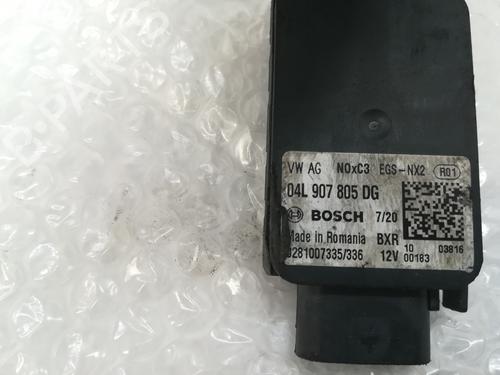 VW AG NOxC3 EGS-NX2 R01
04L 907 805 DG
BOSCH 7/20
Made in Romania BXR 10 03816
0281007335/336 12V 00183
B-PARTS